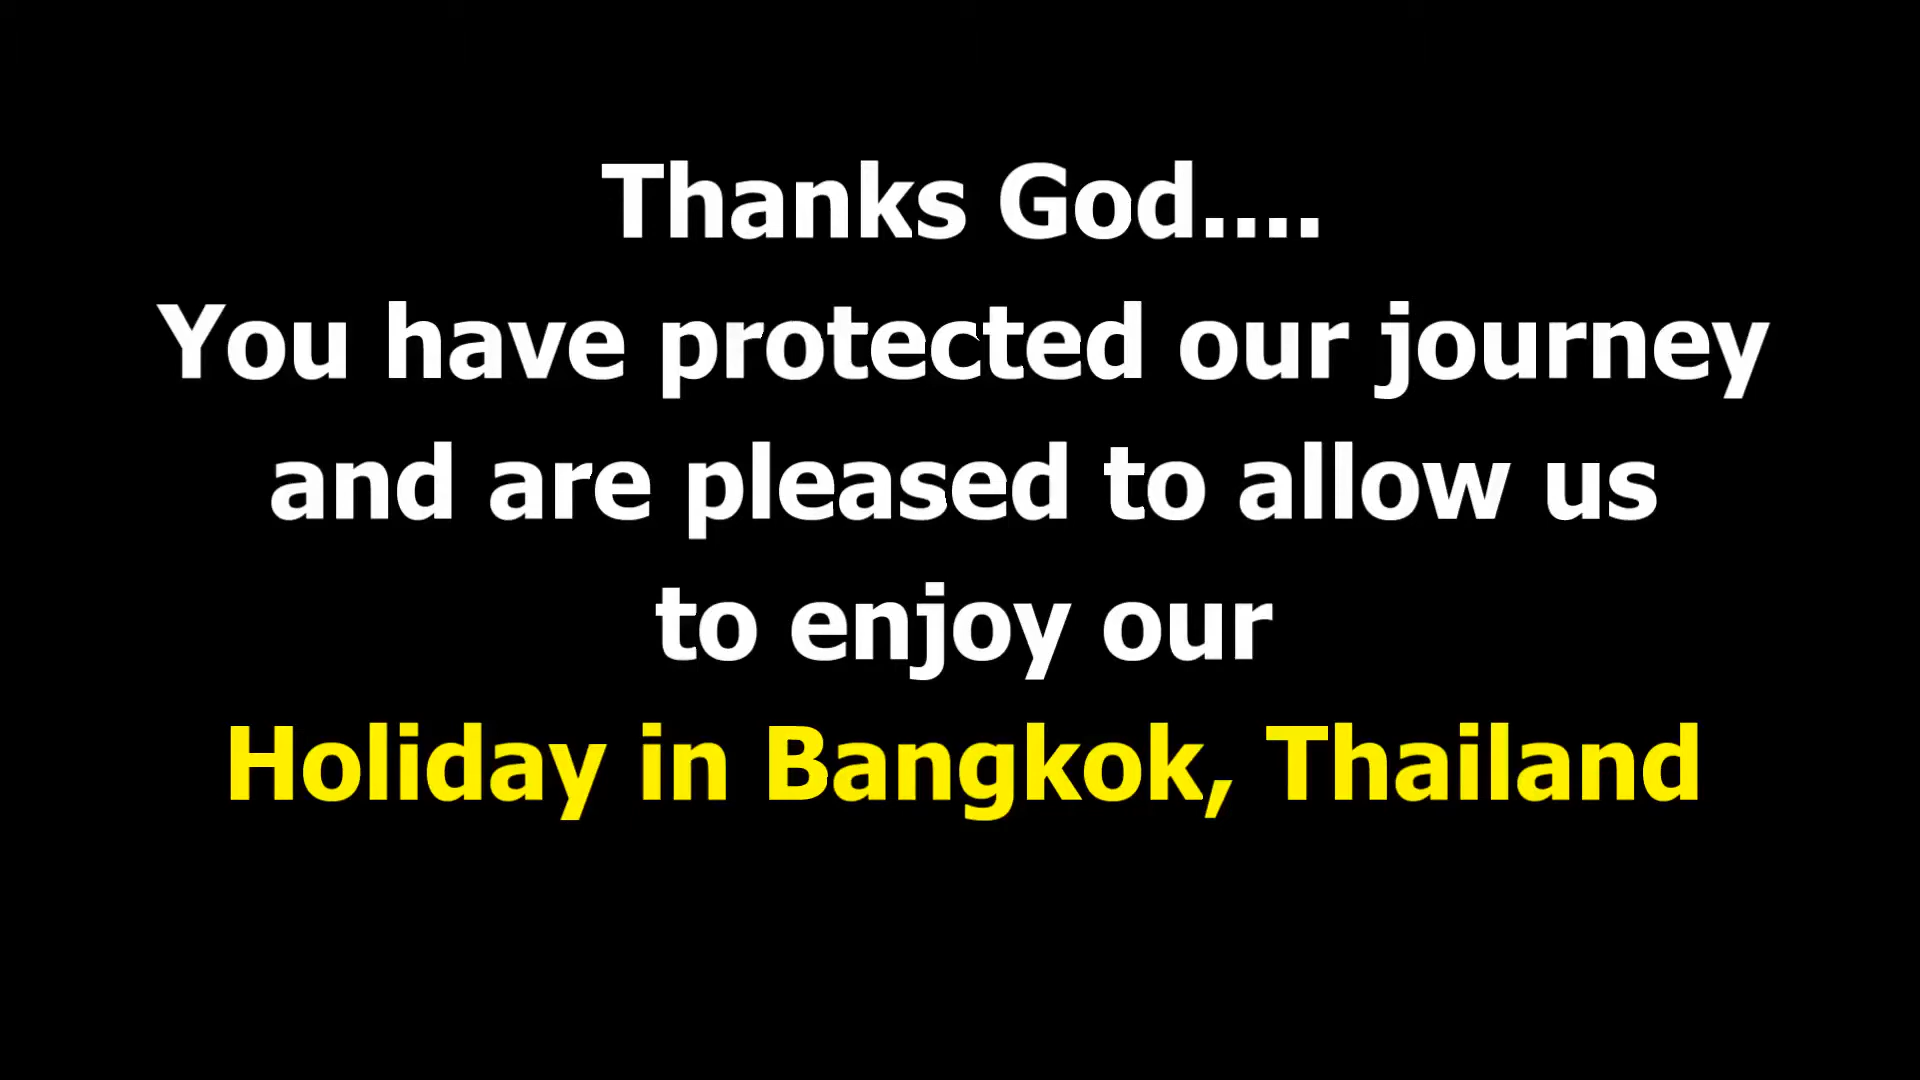 Thanks God....
You have protected our journey
and are pleased to allow us
to enjoy our
Holiday in Bangkok, Thailand